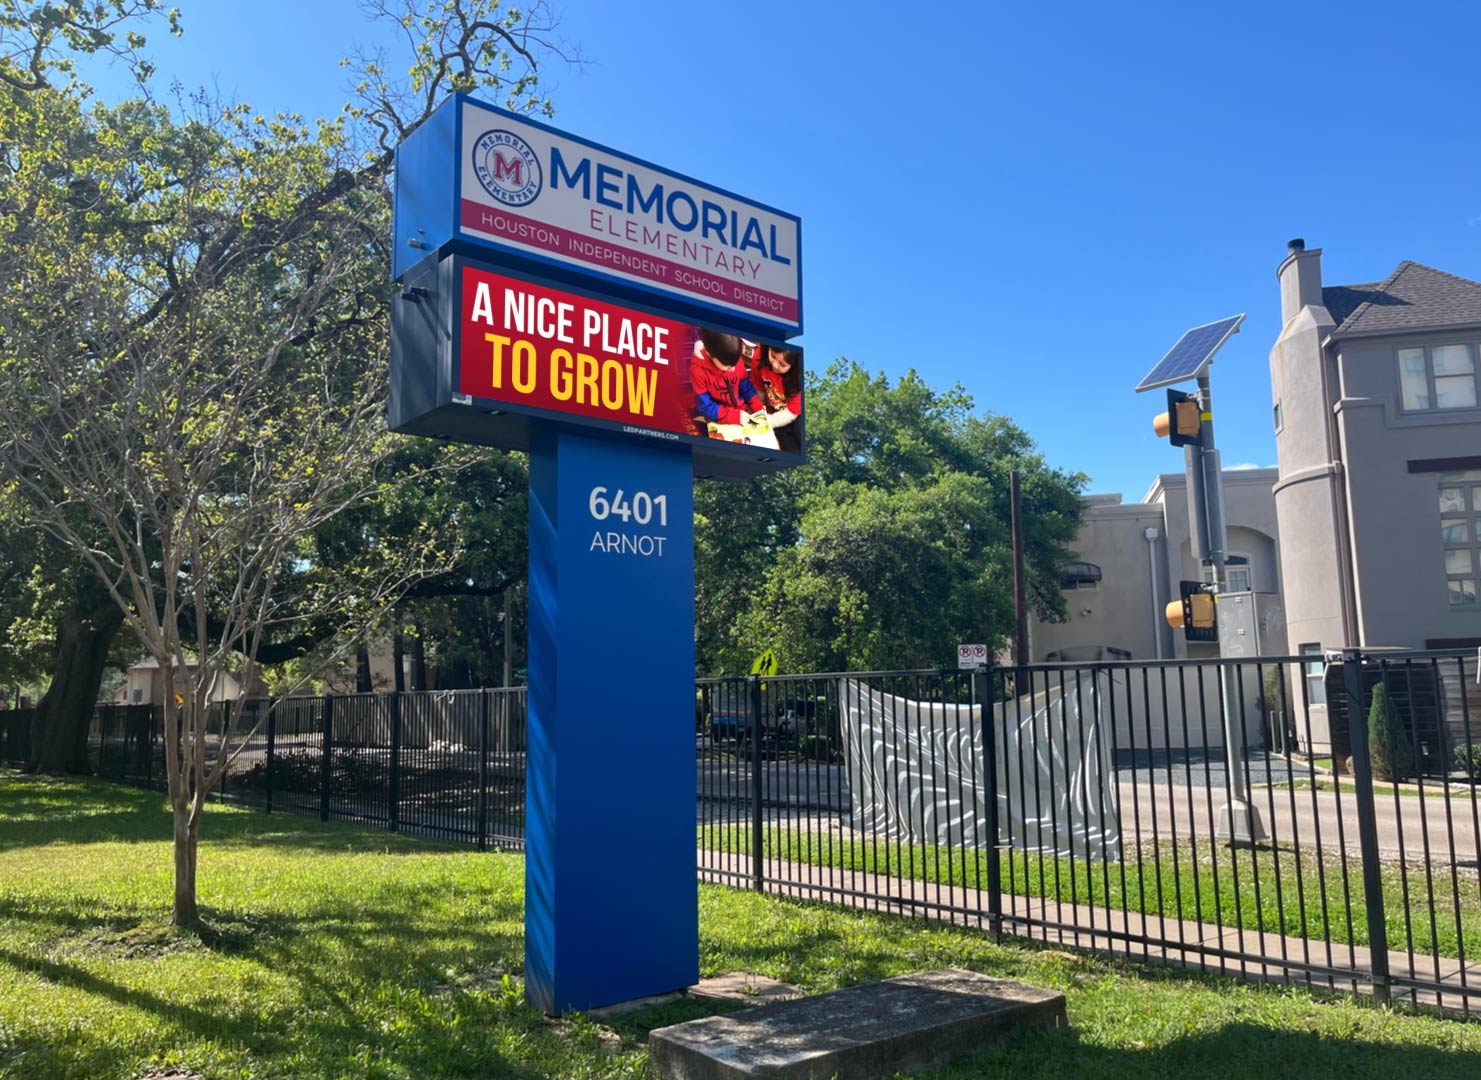 MEMORIAL ELEMENTARY
M
MEMORIAL
ELEMENTARY
HOUSTON INDEPENDENT SCHOOL DISTRICT
A NICE PLACE
TO GROW
LEDPARTNERS.COM
6401
ARNOT